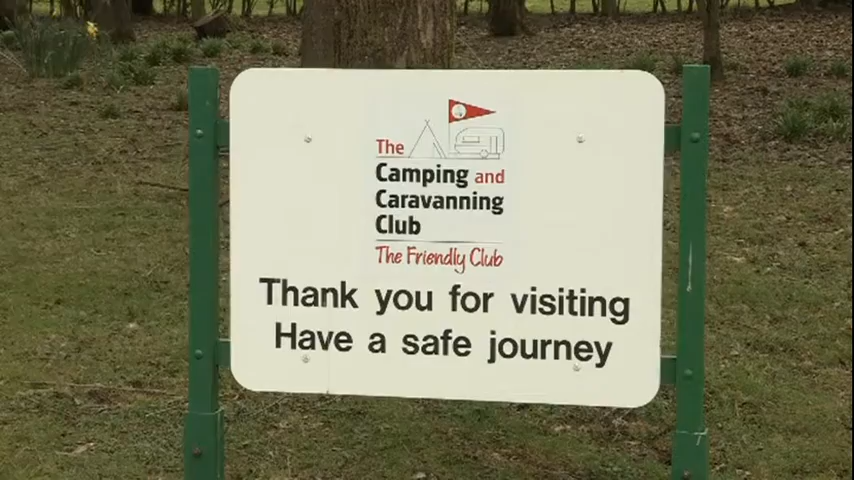 The
Camping and
Caravanning
Club
The Friendly Club
Thank you for visiting
Have a safe journey